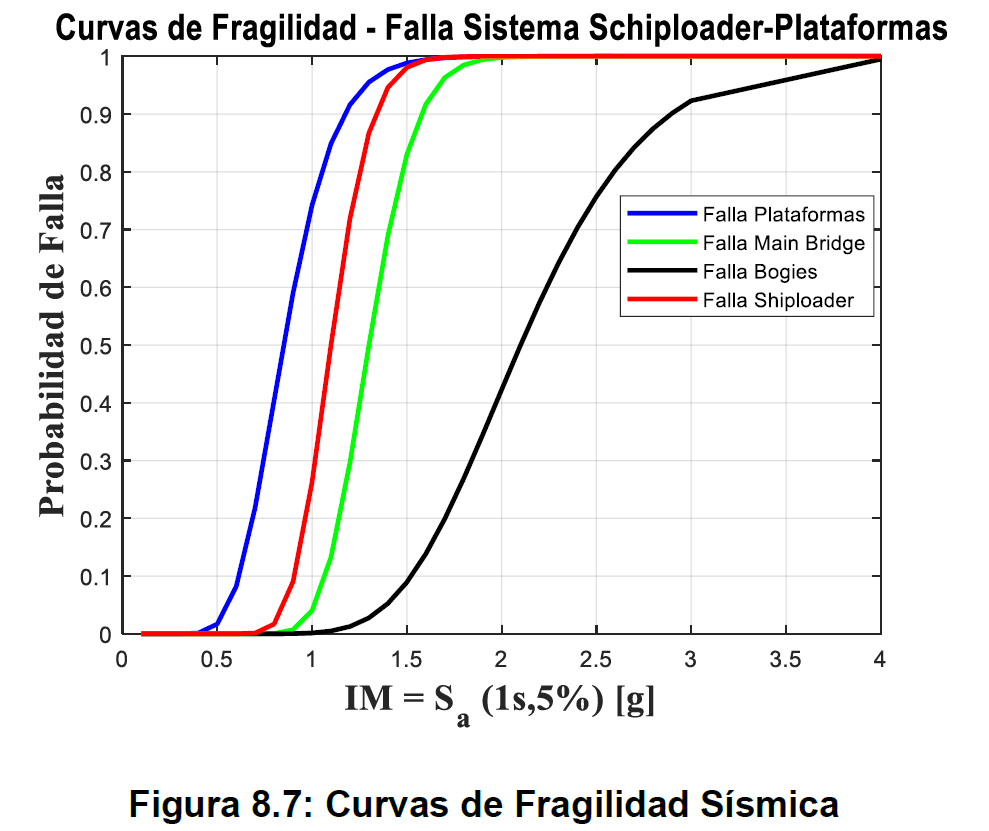 Curvas de Fragilidad - Falla Sistema Schiploader-Plataformas
Probabilidad de Falla
1
0.9
0.8
0.7
0.6
0.5
0.4
0.3
0.2
0.1
0
Falla Plataformas
Falla Main Bridge
Falla Bogies
Falla Shiploader
0 0.5 1 1.5 2 2.5 3 3.5 4
IM = Sa (1s,5%) [g]
Figura 8.7: Curvas de Fragilidad Sísmica